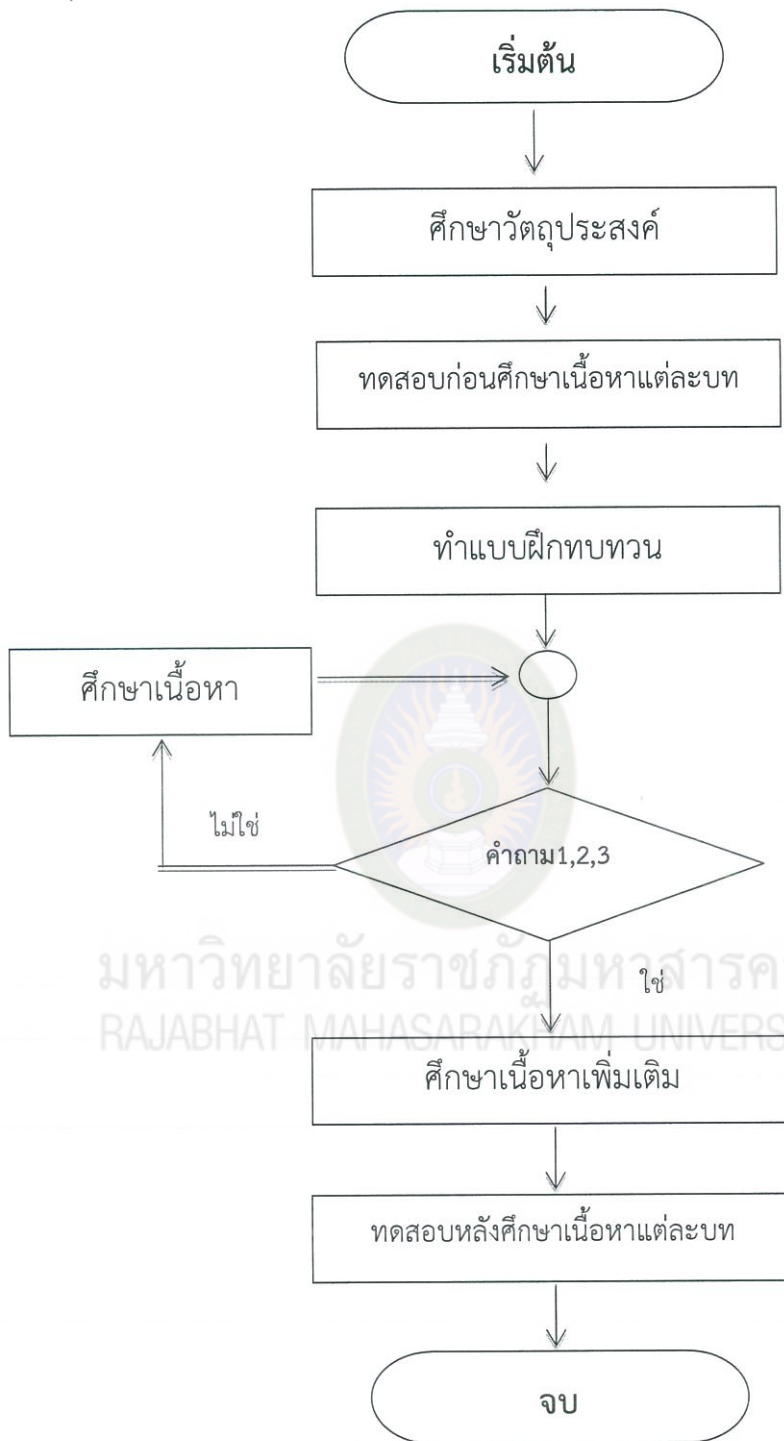 เริ่มต้น
ศึกษาวัตถุประสงค์
ทดสอบก่อนศึกษาเนื้อหาแต่ละบท
ทำแบบฝึกทบทวน
ศึกษาเนื้อหา
ไม่ใช่
คำถาม1,2,3
มหาวิทยาลัยราชภัฏมหาสารค
ใช่
RAJABHAT MAHASARAKHAM UNIVERS
ศึกษาเนื้อหาเพิ่มเติม
ทดสอบหลังศึกษาเนื้อหาแต่ละบท
จบ